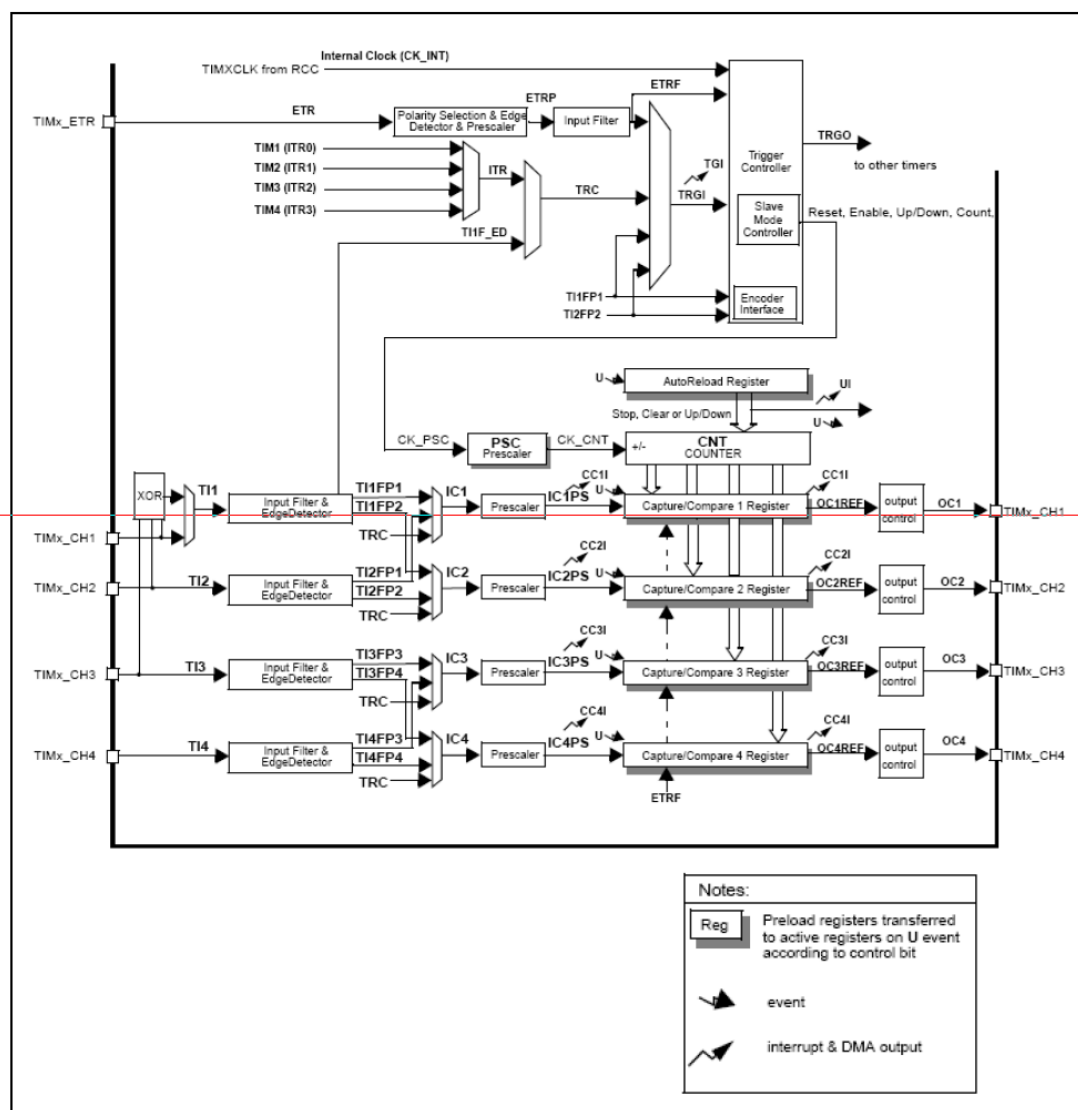 Internal Clock (CK_INT)
TIMXCLK from RCC
ETRF
ETR
ETRP
TIMx_ETR
Polarity Selection & Edge
Detector & Prescaler
Input Filter
TRGO
TIM1 (ITR0)
TIM2 (ITR1)
TIM3 (ITR2)
TIM4 (ITR3)
ITR
TRC
TGI
TRGI
Trigger
Controller
to other timers
Slave
Mode
Controller
Reset, Enable, Up/Down, Count,
TI1F_ED
TI1FP1
TI2FP2
Encoder
Interface
U
AutoReload Register
UI
Stop, Clear or Up/Down
U
CK_PSC
PSC
Prescaler
CK_CNT
+/-
CNT
COUNTER
XOR
TI1
Input Filter &
EdgeDetector
TI1FP1
TI1FP2
TRC
IC1
Prescaler
CC1I
IC1PS
U
Capture/Compare 1 Register
CC1I
OC1REF
output
control
OC1
TIMx_CH1
TIMx_CH1
TIMx_CH2
TI2
Input Filter &
EdgeDetector
TI2FP1
TI2FP2
TRC
IC2
Prescaler
CC2I
IC2PS
U
Capture/Compare 2 Register
CC2I
OC2REF
output
control
OC2
TIMx_CH2
TIMx_CH3
TI3
Input Filter &
EdgeDetector
TI3FP3
TI3FP4
TRC
IC3
Prescaler
CC3I
IC3PS
U
Capture/Compare 3 Register
CC3I
OC3REF
output
control
OC3
TIMx_CH3
TIMx_CH4
TI4
Input Filter &
EdgeDetector
TI4FP3
TI4FP4
TRC
IC4
Prescaler
CC4I
IC4PS
U
Capture/Compare 4 Register
CC4I
OC4REF
output
control
OC4
TIMx_CH4
ETRF
Notes:
Reg
Preload registers transferred
to active registers on U event
according to control bit
event
interrupt & DMA output